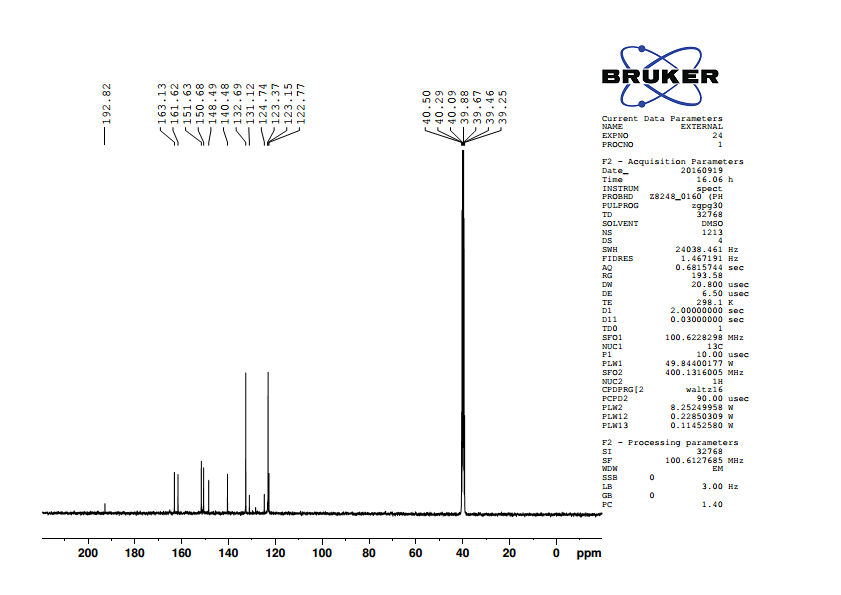 192.82
163.13
161.62
151.63
150.68
148.49
140.48
132.69
131.12
124.74
123.37
123.15
122.77
40.50
40.29
40.09
39.88
39.67
39.46
39.25
BRUKER
Current Data Parameters
NAME EXTERNAL
EXPNO 24
PROCNO 1
F2 - Acquisition Parameters
Date_ 20160919
Time 16.06 h
INSTRUM spect
PROBHD Z8248_0160 (PH
PULPROG zgpg30
TD 32768
SOLVENT DMSO
NS 1213
DS 4
SWH 24038.461 Hz
FIDRES 1.467191 Hz
AQ 0.6815744 sec
RG 193.58
DW 20.800 usec
DE 6.50 usec
TE 298.1 K
D1 2.00000000 sec
D11 0.03000000 sec
TD0 1
SFO1 100.6228298 MHz
NUC1 13C
P1 10.00 usec
PLW1 49.84400177 W
SFO2 400.1316005 MHz
NUC2 1H
CPDPRG[2 waltz16
PCPD2 90.00 usec
PLW2 8.25249958 W
PLW12 0.22850309 W
PLW13 0.11452580 W
F2 - Processing parameters
SI 32768
SF 100.6127685 MHz
WDW EM
SSB 0
LB 3.00 Hz
GB 0
PC 1.40
200 180 160 140 120 100 80 60 40 20 0 ppm